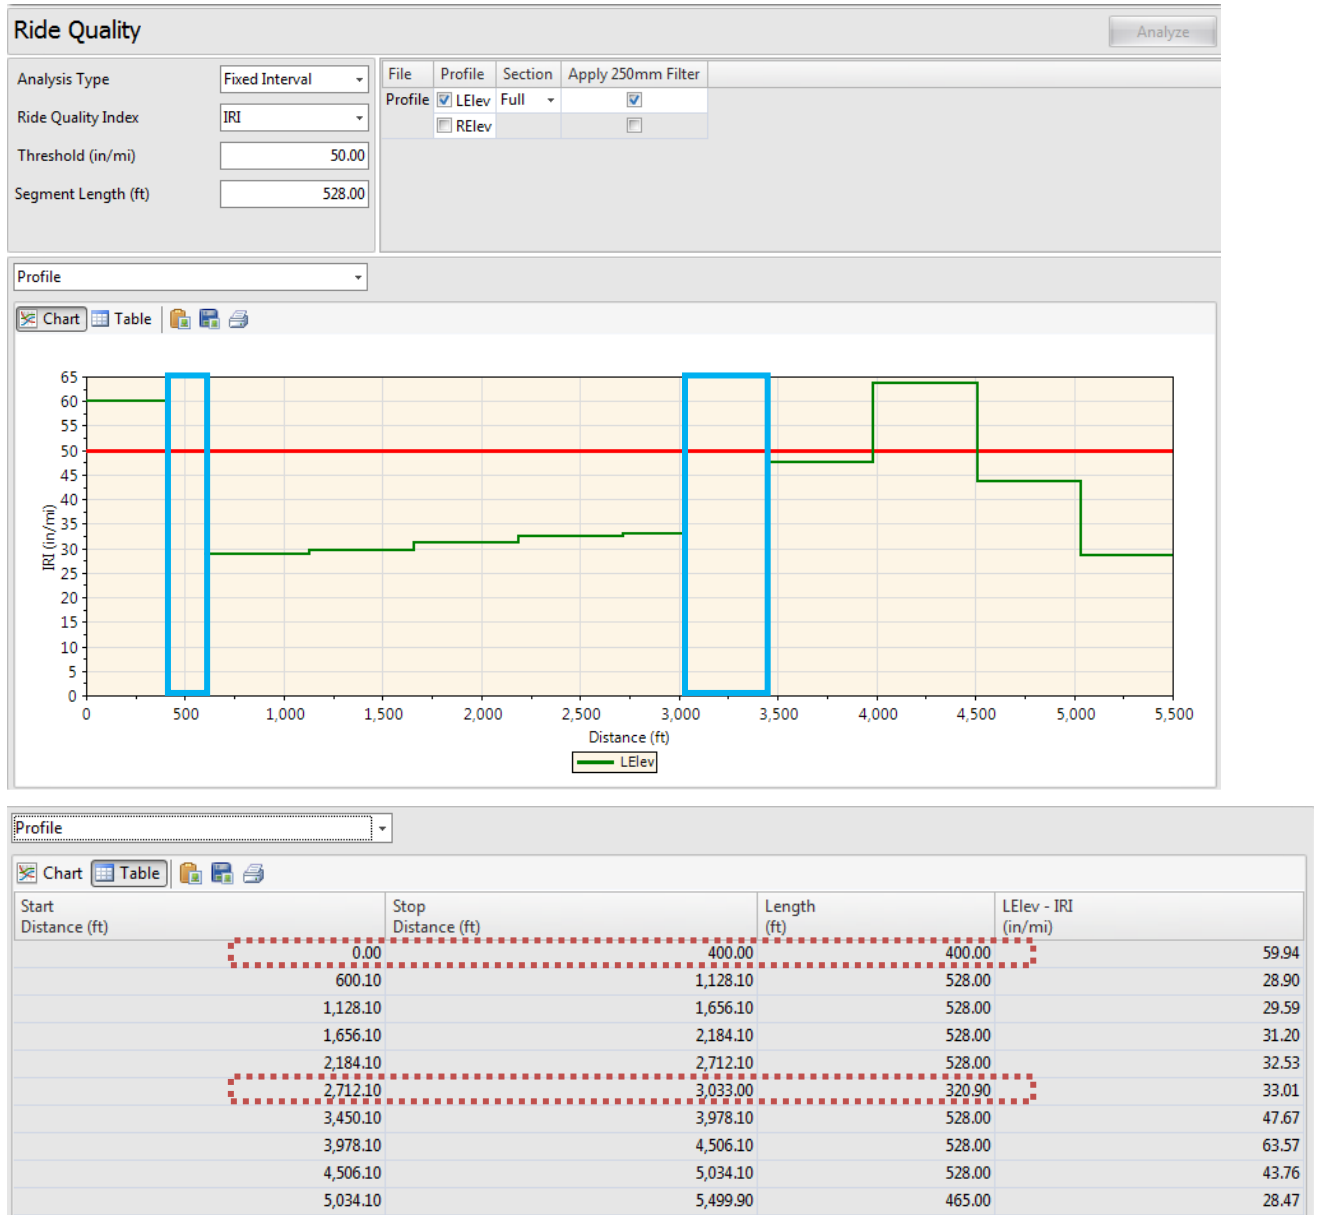 Ride Quality
Analyze
Analysis Type Fixed Interval
Ride Quality Index IRI
Threshold (in/mi) 50.00
Segment Length (ft) 528.00
File Profile Section Apply 250mm Filter
Profile LElev Full
RElev
Profile
Chart Table
65
60
55
50
45
40
35
30
25
20
15
10
5
0
IRI (in/mi)
0 500 1,000 1,500 2,000 2,500 3,000 3,500 4,000 4,500 5,000 5,500
Distance (ft)
LElev
Profile
Chart Table
Start Stop Length LElev - IRI
Distance (ft) Distance (ft) (ft) (in/mi)
0.00 400.00 400.00 59.94
600.10 1,128.10 528.00 28.90
1,128.10 1,656.10 528.00 29.59
1,656.10 2,184.10 528.00 31.20
2,184.10 2,712.10 528.00 32.53
2,712.10 3,033.00 320.90 33.01
3,450.10 3,978.10 528.00 47.67
3,978.10 4,506.10 528.00 63.57
4,506.10 5,034.10 528.00 43.76
5,034.10 5,499.90 465.00 28.47